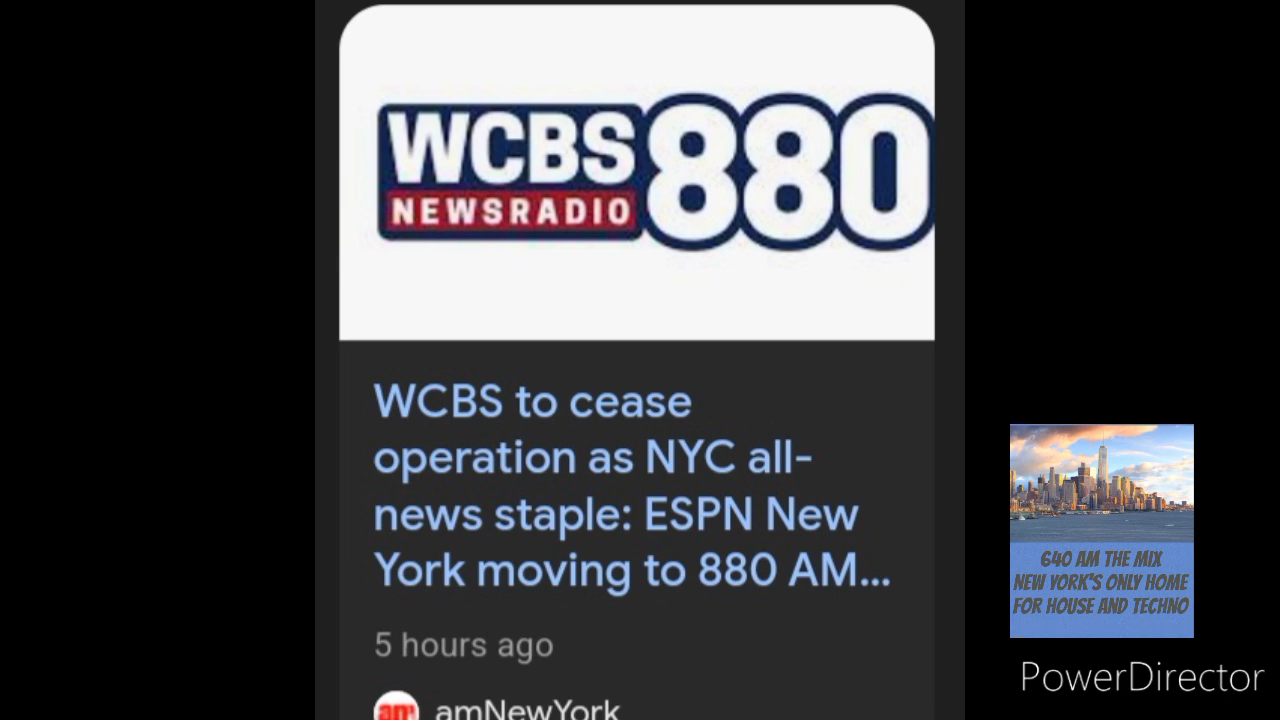 WCBS
NEWSRADIO
880
WCBS to cease
operation as NYC all-
news staple: ESPN New
York moving to 880 AM...
5 hours ago
am
amNewYork
640 AM THE MIX
NEW YORK'S ONLY HOME
FOR HOUSE AND TECHNO
PowerDirector